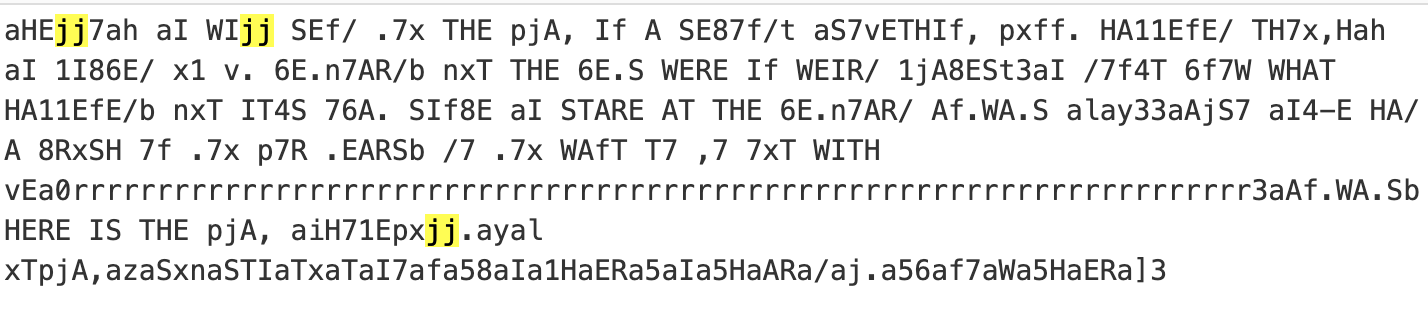 aHEjj7ah aI WIjj SEf/ .7x THE pjA, If A SE87f/t aS7vETHIf, pxff. HA11EfE/ TH7x,Hah
aI 1I86E/ x1 v. 6E.n7AR/b nxT THE 6E.S WERE If WEIR/ 1jA8ESt3aI /7f4T 6f7W WHAT
HA11EfE/b nxT IT4S 76A. SIf8E aI STARE AT THE 6E.n7AR/ Af.WA.S alay33aAjS7 aI4–E HA/
A 8RxSH 7f .7x p7R .EARSb /7 .7x WAfT T7 ,7 7xT WITH
vEa0rrrrrrrrrrrrrrrrrrrrrrrrrrrrrrrrrrrrrrrrrrrrrrrrrrrrrrrrrrrrrrrrrrrrrr3aAf.WA.Sb
HERE IS THE pjA, aiH71Epxjj.ayal
xTpjA,azaSxnaSTIaTxaTaI7afa58aIa1HaERa5aIa5HaARa/aj.a56af7aWa5HaERa]3